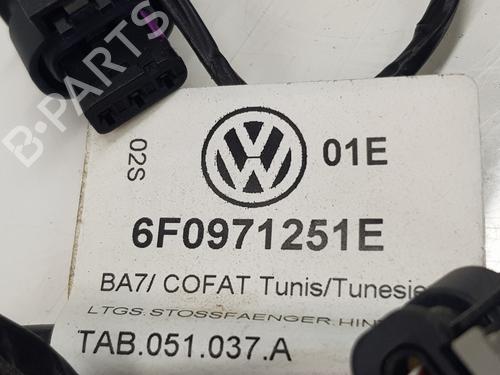 B-PARTS
02S
01E
6F0971251E
BA7/ COFAT Tunis/Tunesie
LTGS.STOSSFAENGER.HIN
TAB.051.037.A